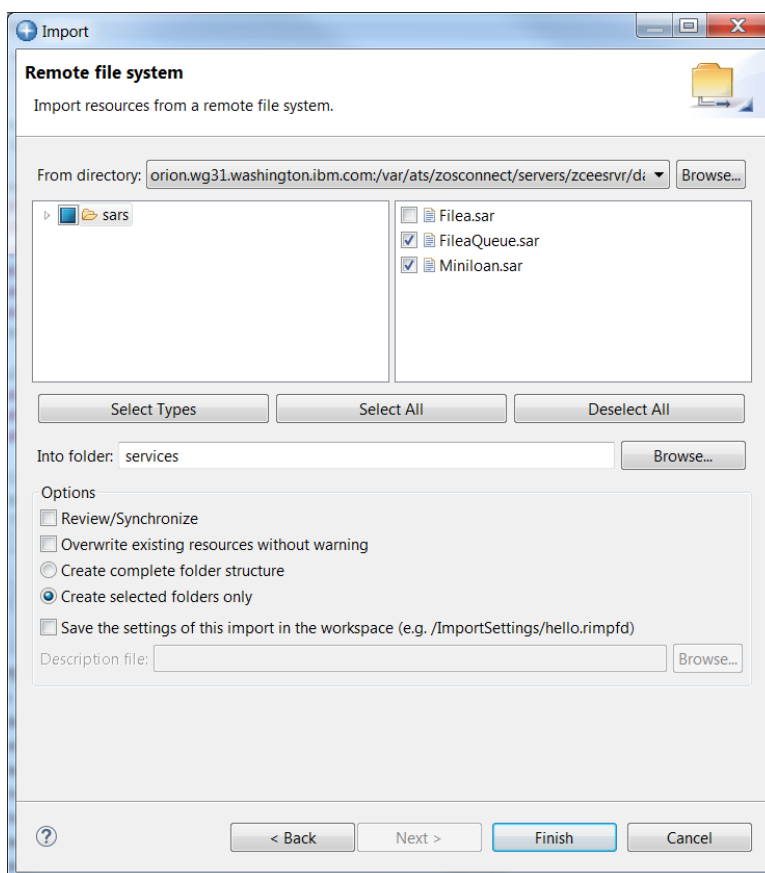 Import
Remote file system
Import resources from a remote file system.
From directory: orion.wg31.washington.ibm.com:/var/ats/zosconnect/servers/zceesrvr/da Browse...
sars
Filea.sar
FileaQueue.sar
Miniloan.sar
Select Types Select All Deselect All
Into folder: services Browse...
Options
Review/Synchronize
Overwrite existing resources without warning
Create complete folder structure
Create selected folders only
Save the settings of this import in the workspace (e.g. /ImportSettings/hello.rimpfd)
Description file: Browse...
? < Back Next > Finish Cancel